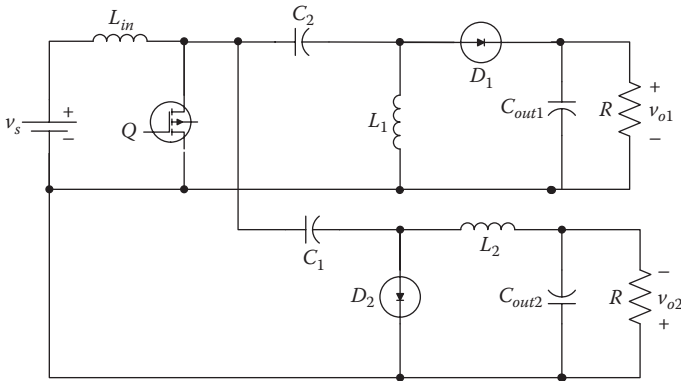 L_in
C_2
D_1
v_s
+
−
Q
L_1
C_out1
R
+
v_o1
−
C_1
L_2
D_2
C_out2
R
−
v_o2
+